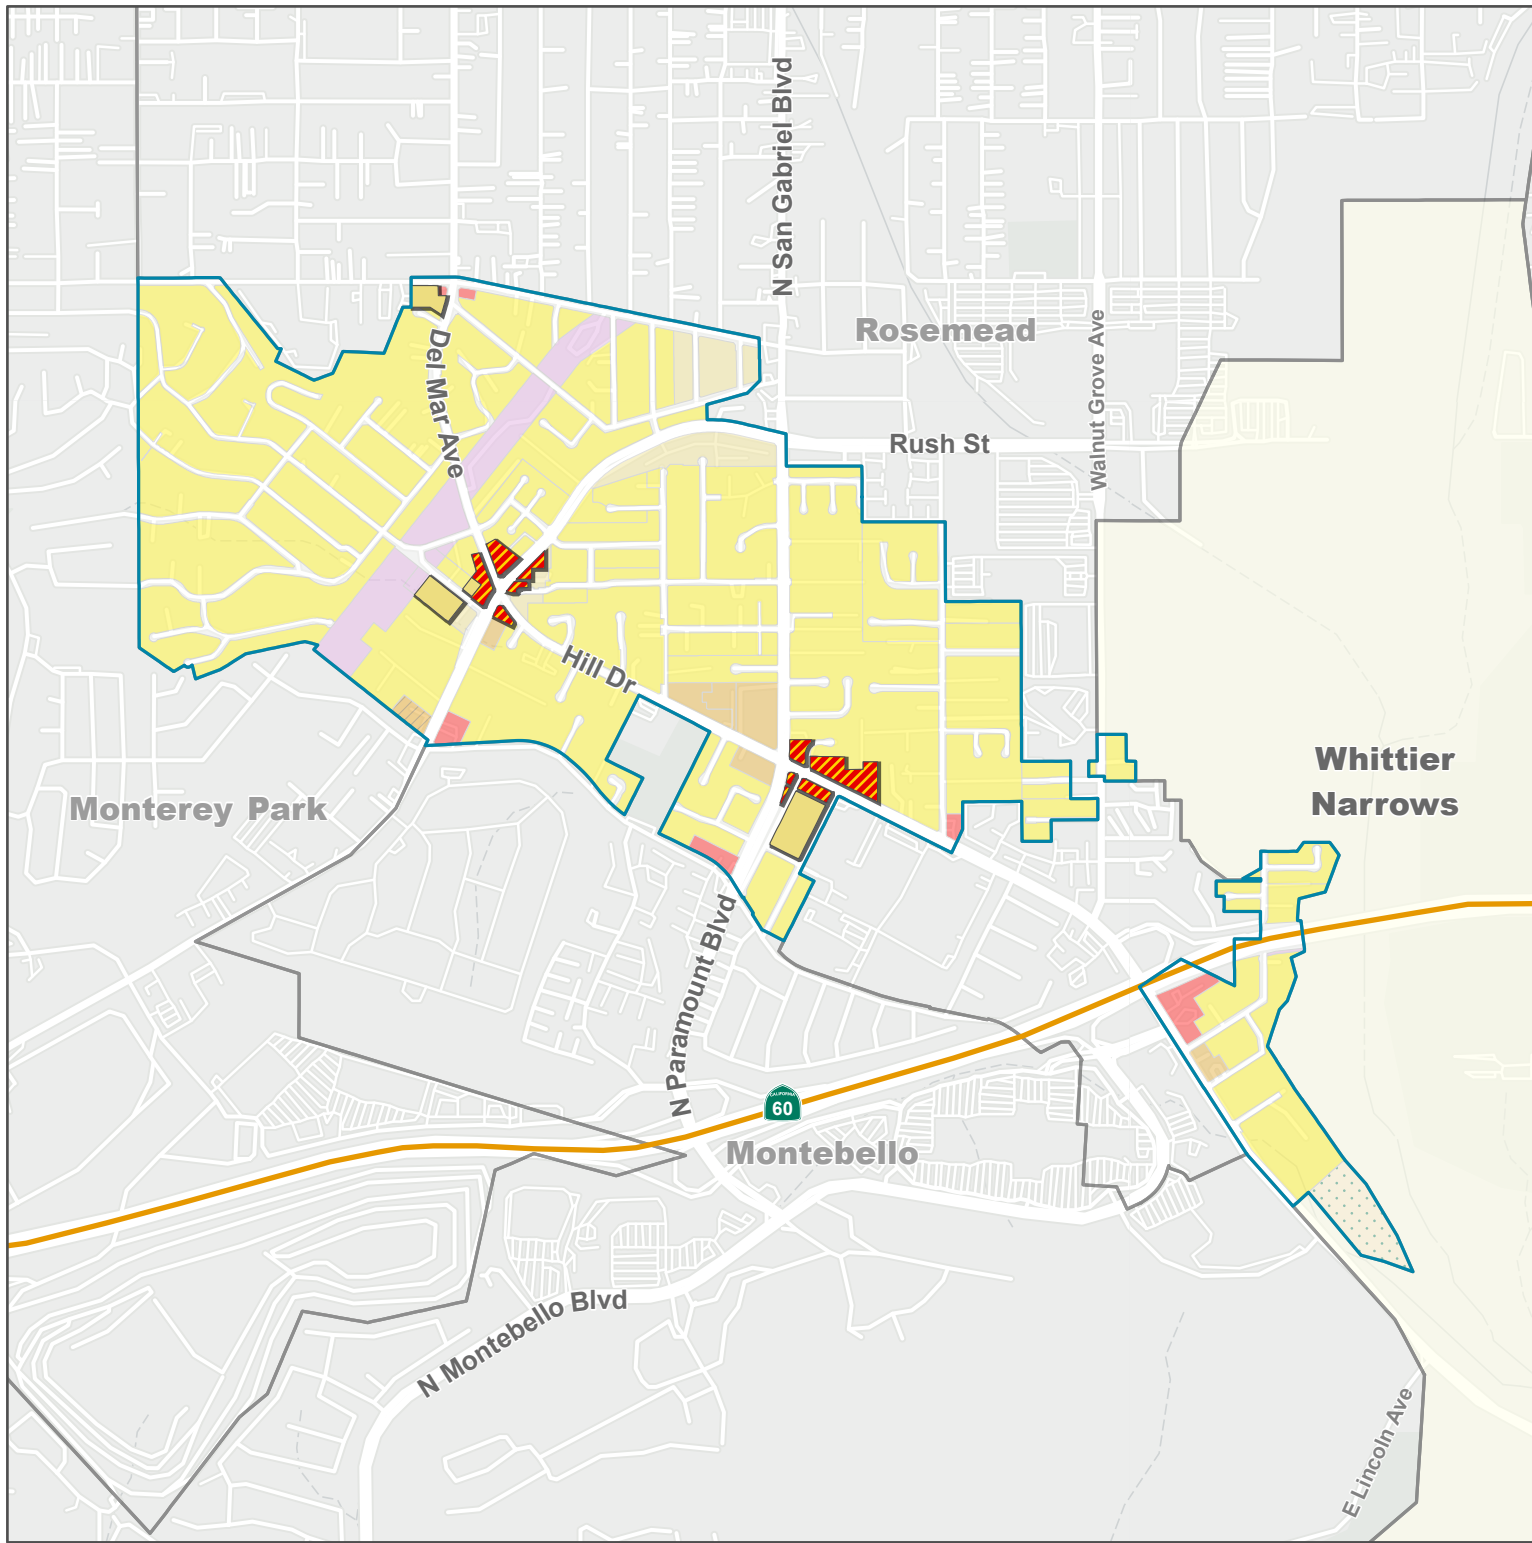 N San Gabriel Blvd
Rosemead
Walnut Grove Ave
Del Mar Ave
Rush St
Hill Dr
Whittier
Narrows
Monterey Park
N Paramount Blvd
CALIFORNIA
60
Montebello
N Montebello Blvd
E Lincoln Ave